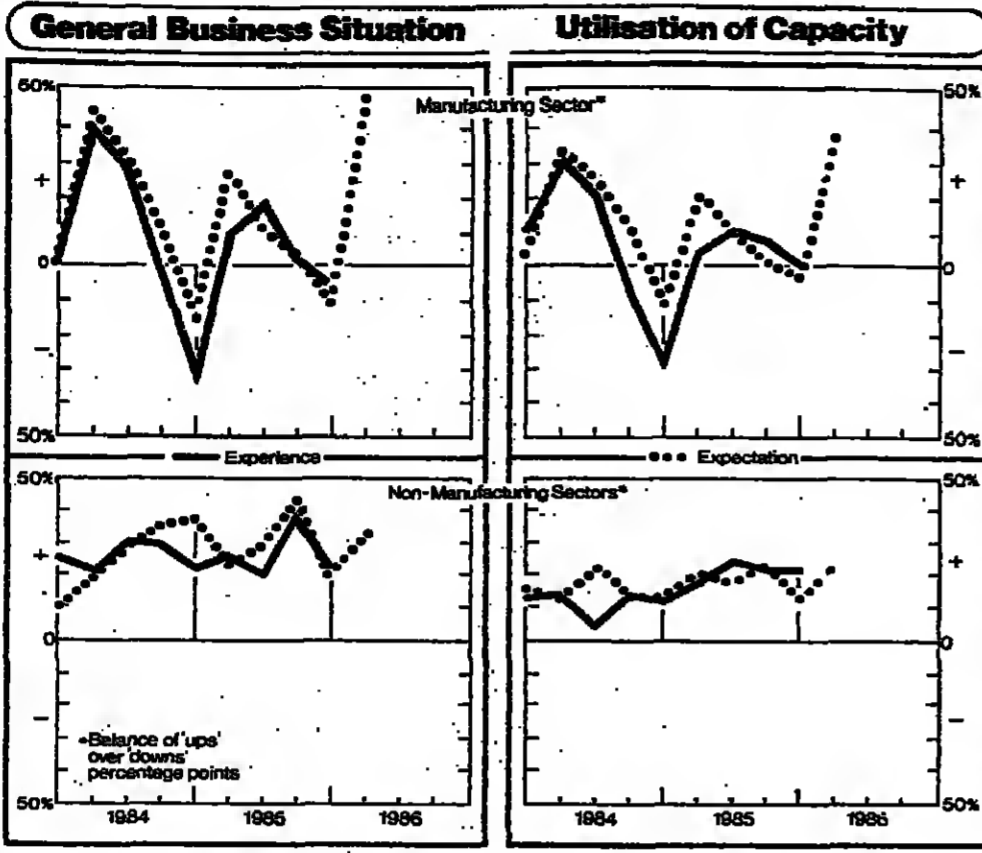 General Business Situation
Utilisation of Capacity
50%
+
0
−
50%
Manufacturing Sector*
50%
+
0
−
50%
Experience
Expectation
50%
+
0
−
50%
Non-Manufacturing Sectors*
50%
+
0
−
50%
*Balance of 'ups'
over 'downs'
percentage points
1984
1985
1986
1984
1985
1986